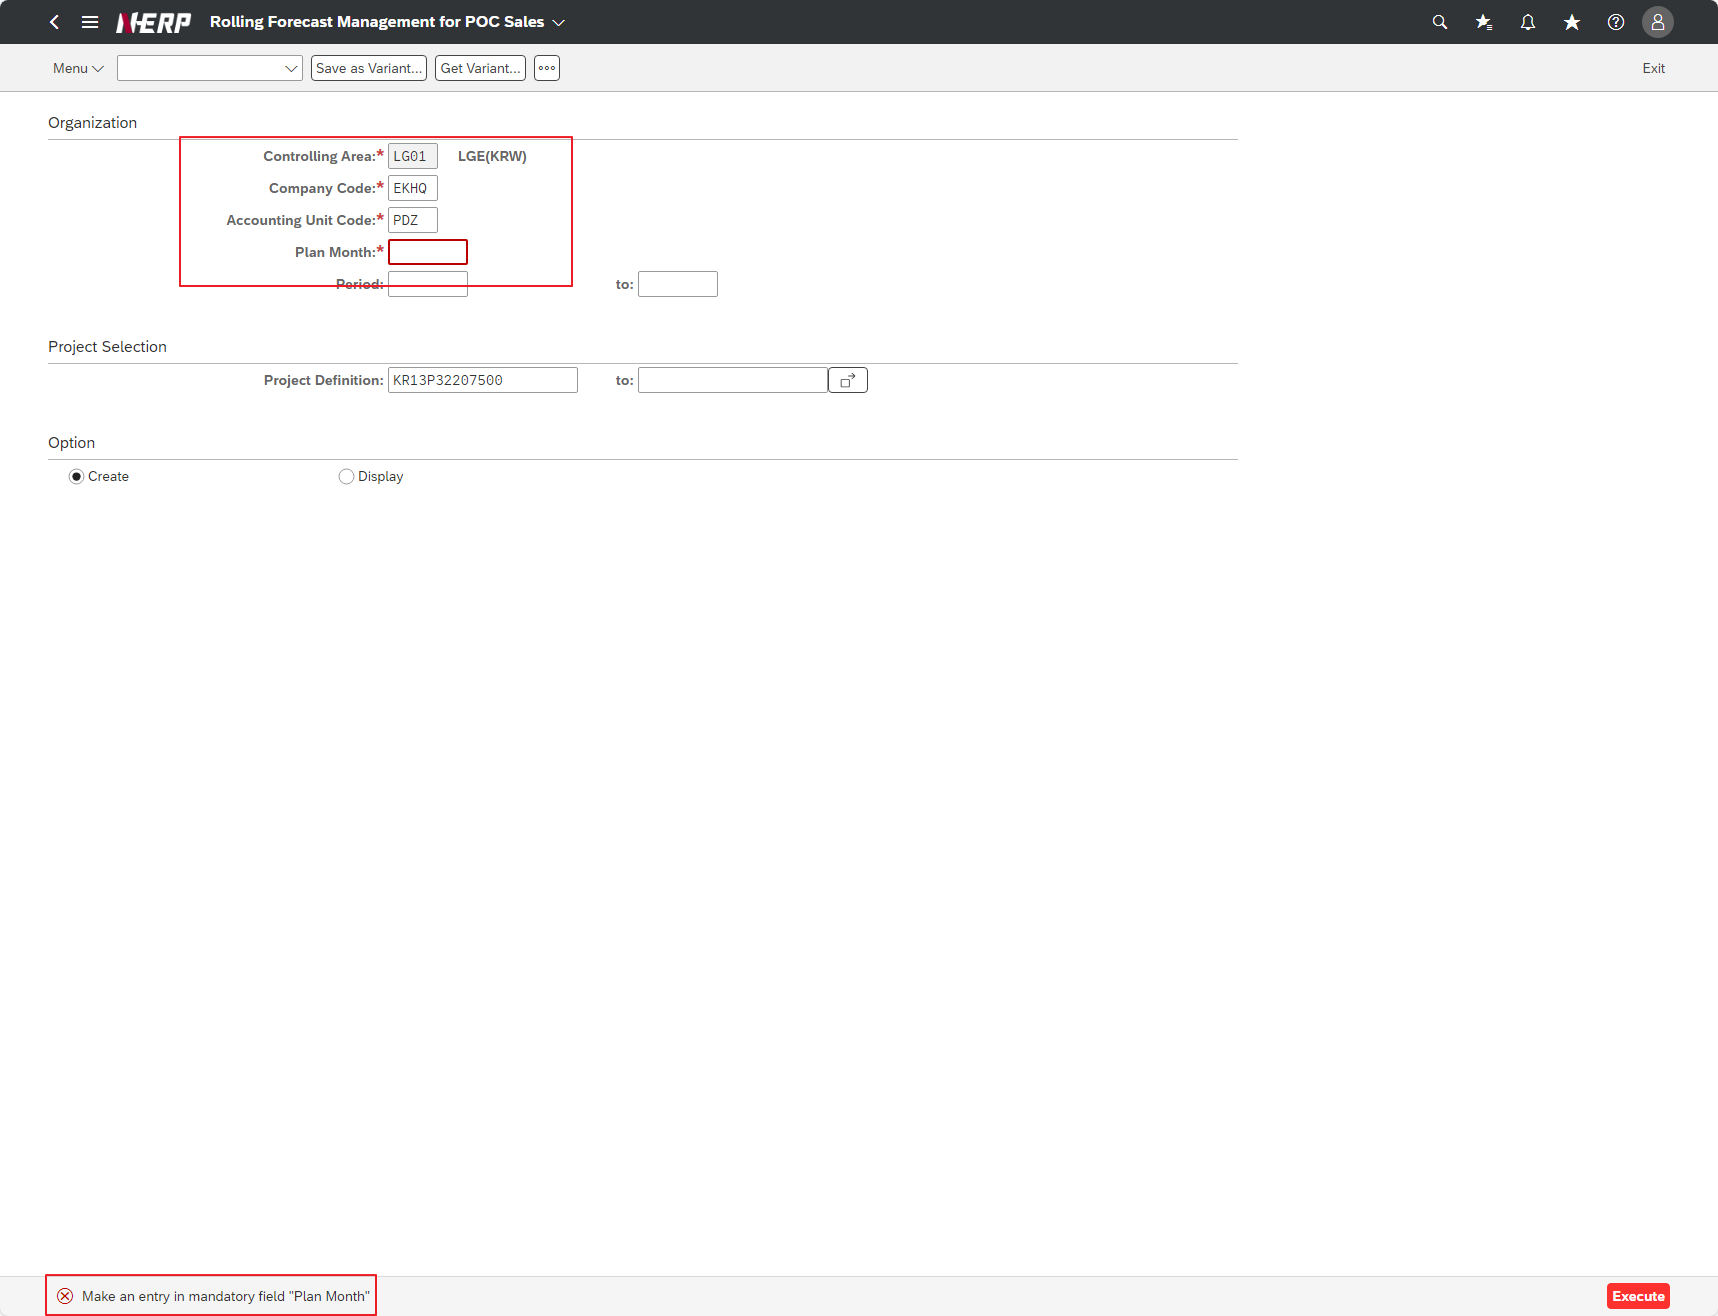 NERP Rolling Forecast Management for POC Sales
Menu Save as Variant... Get Variant... Exit
Organization
Controlling Area:* LG01 LGE(KRW)
Company Code:* EKHQ
Accounting Unit Code:* PDZ
Plan Month:*
Period: to:
Project Selection
Project Definition: KR13P32207500 to:
Option
Create Display
Make an entry in mandatory field "Plan Month" Execute